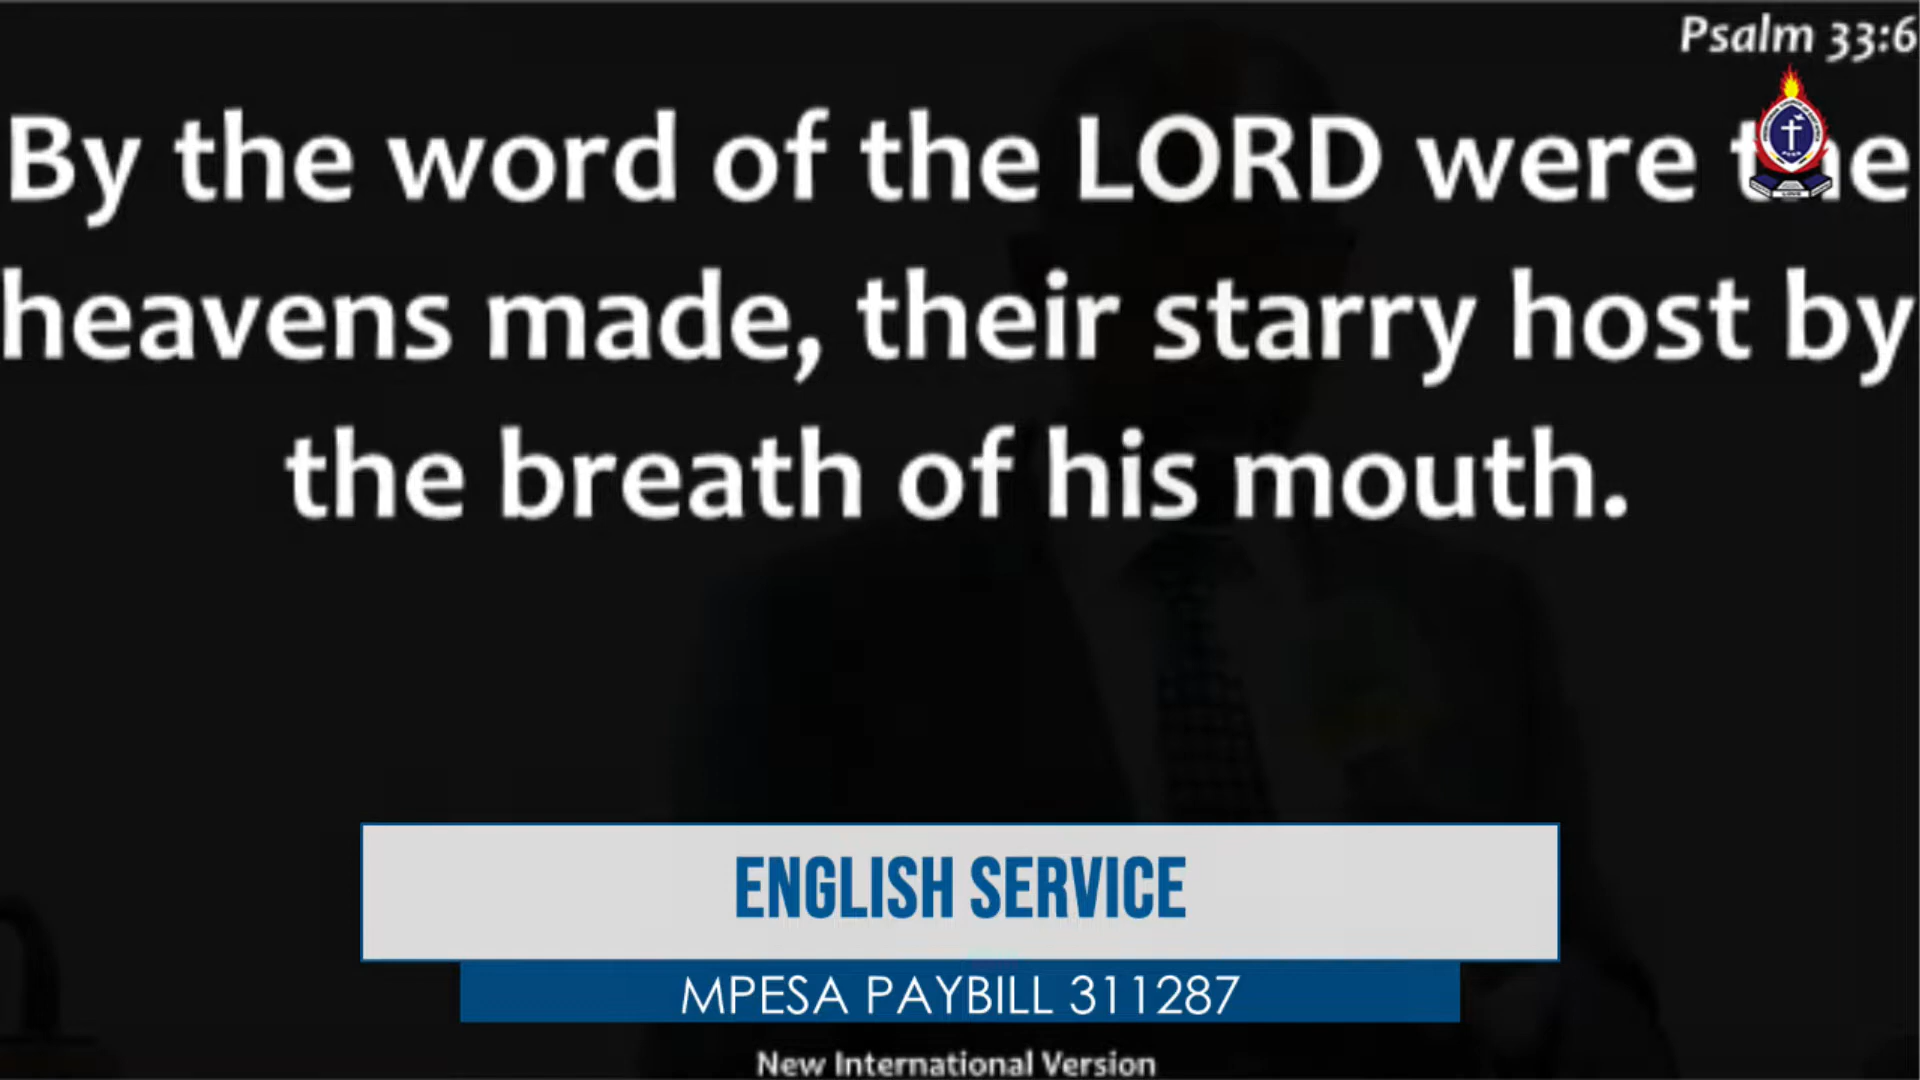 Psalm 33:6
By the word of the LORD were the
heavens made, their starry host by
the breath of his mouth.
ENGLISH SERVICE
MPESA PAYBILL 311287
New International Version